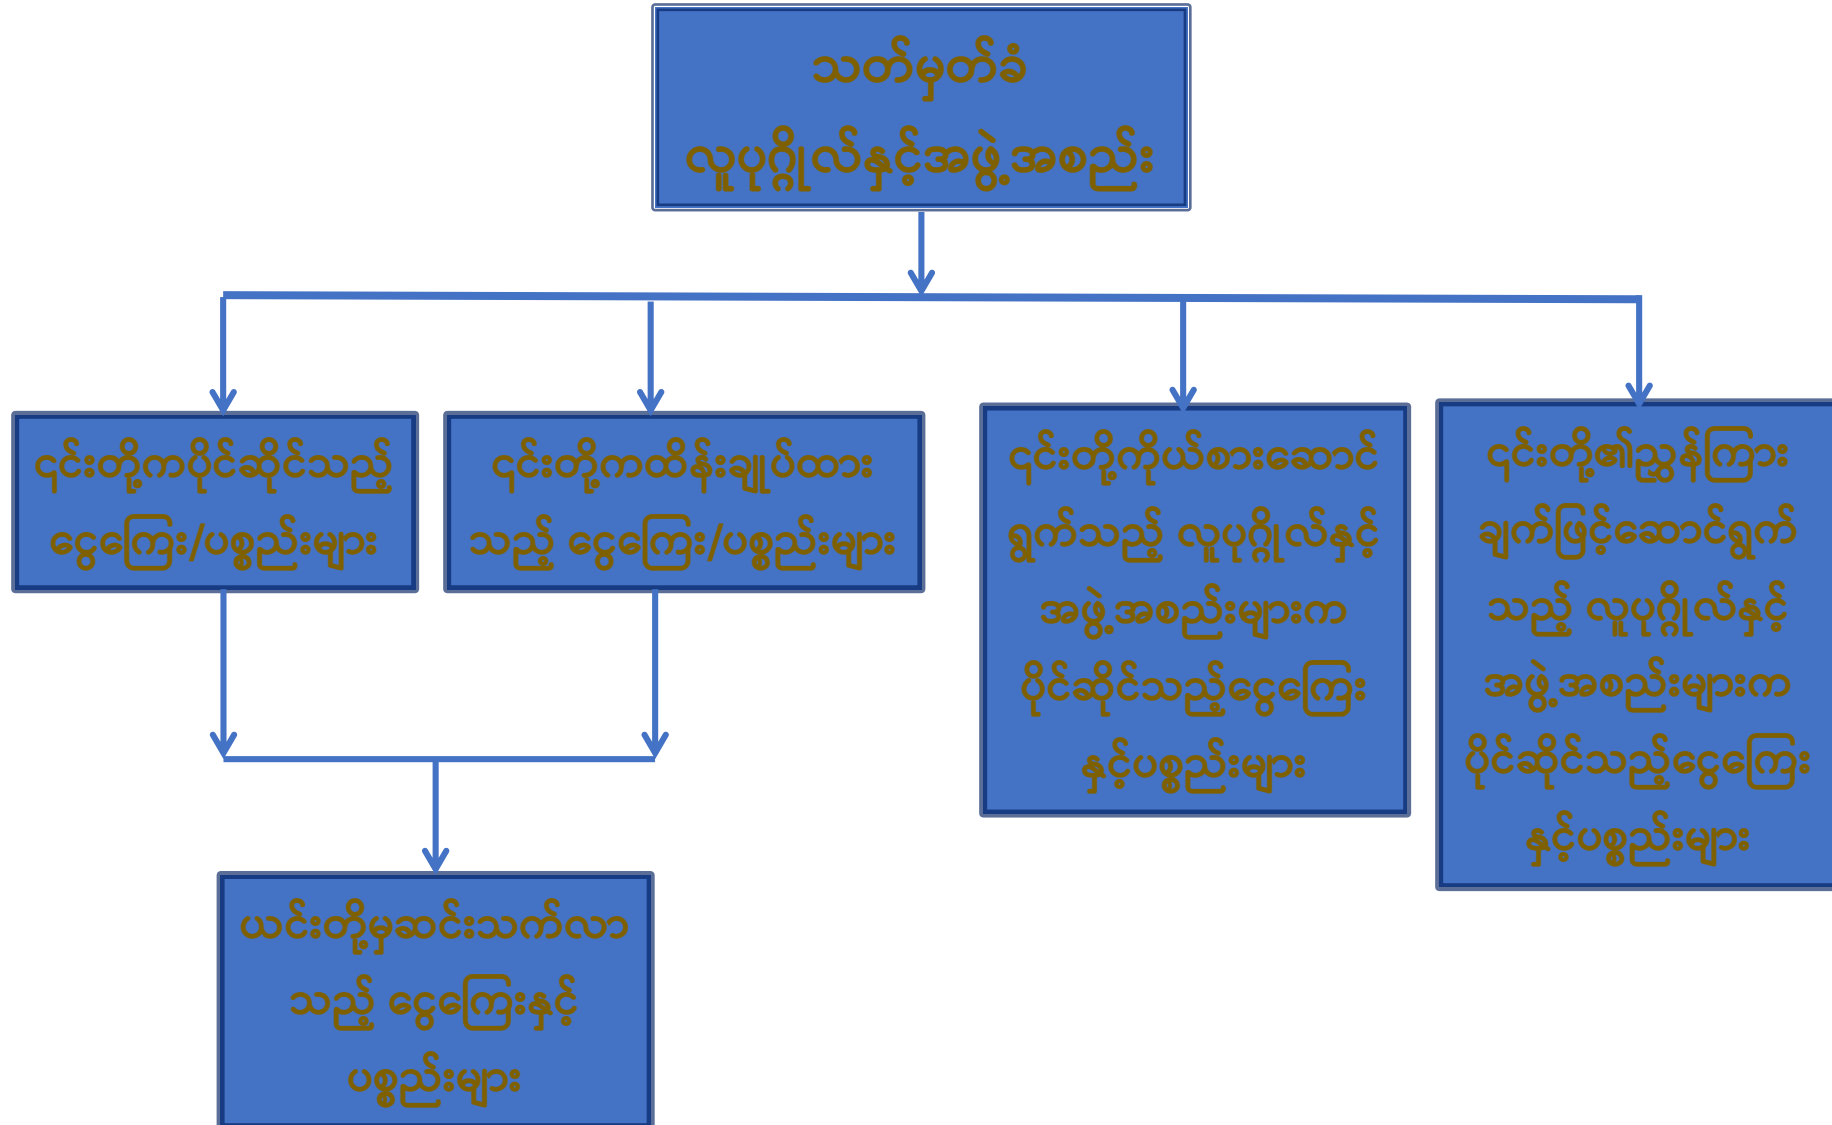 သတ်မှတ်ခံ
လူပုဂ္ဂိုလ်နှင့်အဖွဲ့အစည်း
၎င်းတို့ကပိုင်ဆိုင်သည့်
ငွေကြေး/ပစ္စည်းများ
၎င်းတို့ကထိန်းချုပ်ထား
သည့် ငွေကြေး/ပစ္စည်းများ
၎င်းတို့ကိုယ်စားဆောင်
ရွက်သည့် လူပုဂ္ဂိုလ်နှင့်
အဖွဲ့အစည်းများက
ပိုင်ဆိုင်သည့်ငွေကြေး
နှင့်ပစ္စည်းများ
၎င်းတို့၏ညွှန်ကြား
ချက်ဖြင့်ဆောင်ရွက်
သည့် လူပုဂ္ဂိုလ်နှင့်
အဖွဲ့အစည်းများက
ပိုင်ဆိုင်သည့်ငွေကြေး
နှင့်ပစ္စည်းများ
ယင်းတို့မှဆင်းသက်လာ
သည့် ငွေကြေးနှင့်
ပစ္စည်းများ